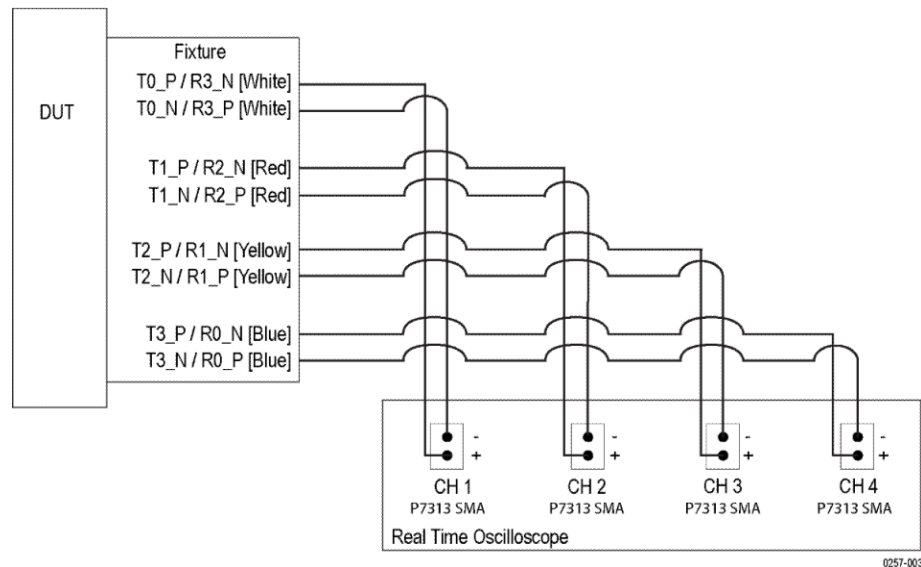 Fixture
T0_P / R3_N [White]
T0_N / R3_P [White]
DUT
T1_P / R2_N [Red]
T1_N / R2_P [Red]
T2_P / R1_N [Yellow]
T2_N / R1_P [Yellow]
T3_P / R0_N [Blue]
T3_N / R0_P [Blue]
- - - -
+ + + +
CH 1 CH 2 CH 3 CH 4
P7313 SMA P7313 SMA P7313 SMA P7313 SMA
Real Time Oscilloscope
0257-003